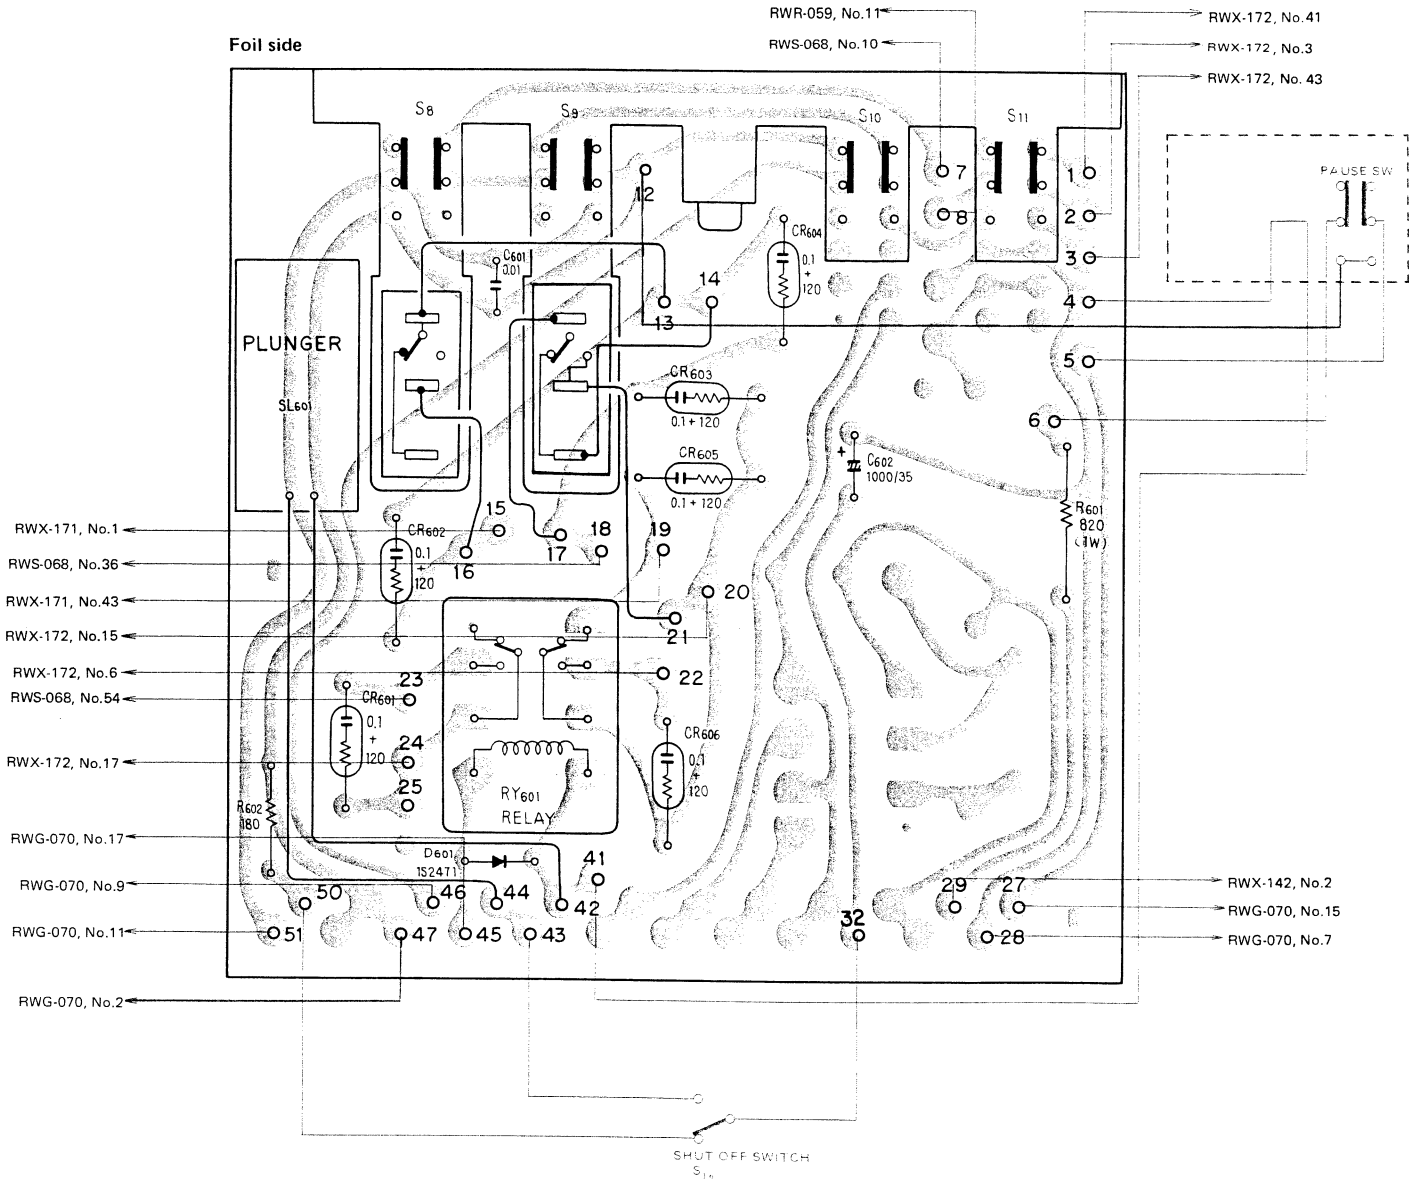 RWR-059, No.11
RWX-172, No.41
Foil side
RWS-068, No.10
RWX-172, No.3
RWX-172, No. 43
S8
S9
S10
S11
PAUSE SW
7
1
12
8
2
CR604
0.1
+
120
C601
0.01
3
14
4
13
PLUNGER
5
CR603
0.1 + 120
SL601
6
CR605
0.1 + 120
+
C602
1000/35
R601
820
(1W)
RWX-171, No.1
15
CR602
0.1
+
120
18
19
17
16
RWS-068, No.36
20
RWX-171, No.43
21
RWX-172, No.15
RWX-172, No.6
22
23
RWS-068, No.54
CR601
0.1
+
120
24
CR606
0.1
+
120
RWX-172, No.17
25
RY601
RELAY
R602
180
RWG-070, No.17
D601
1S2471
41
RWG-070, No.9
50
46
44
42
29
27
RWX-142, No.2
RWG-070, No.15
32
RWG-070, No.11
51
47
45
43
28
RWG-070, No.7
RWG-070, No.2
SHUT OFF SWITCH